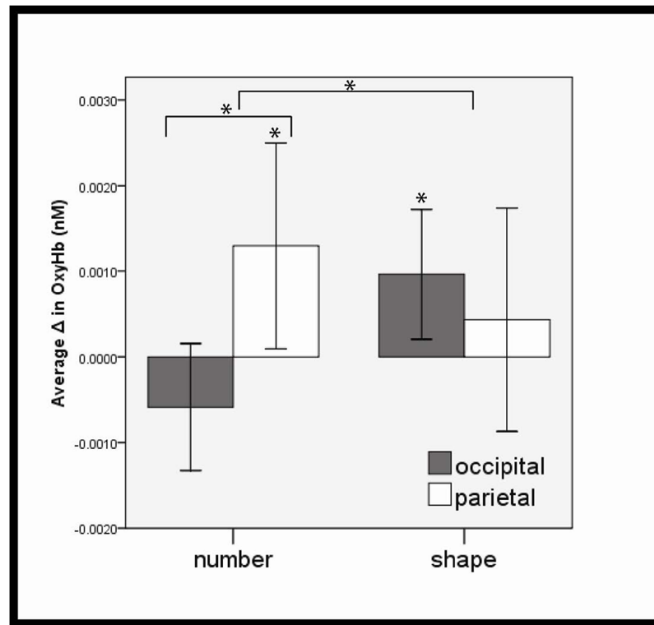 Average Δ in OxyHb (nM)
0.0030
0.0020
0.0010
0.0000
-0.0010
-0.0020
*
*
*
*
occipital
parietal
number shape